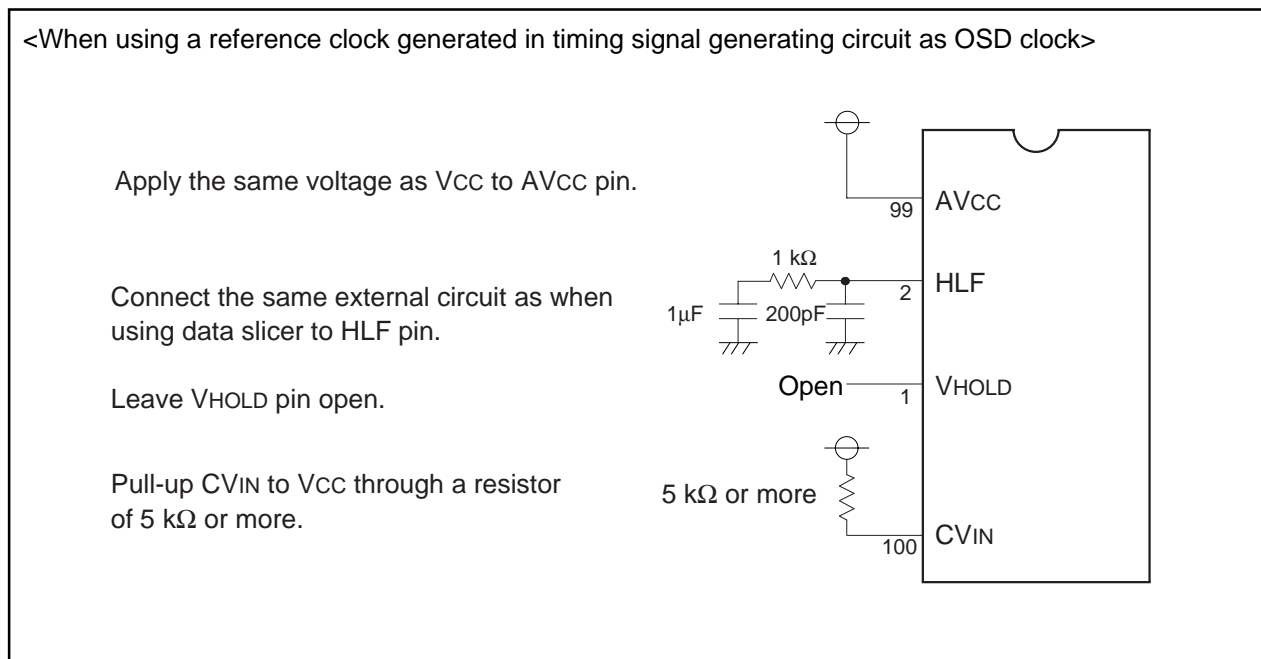 <When using a reference clock generated in timing signal generating circuit as OSD clock>
Apply the same voltage as VCC to AVCC pin.
99
AVCC
1 kΩ
Connect the same external circuit as when
using data slicer to HLF pin.
2
HLF
1μF
200pF
Leave VHOLD pin open.
Open
1
VHOLD
Pull-up CVIN to VCC through a resistor
of 5 kΩ or more.
5 kΩ or more
100
CVIN